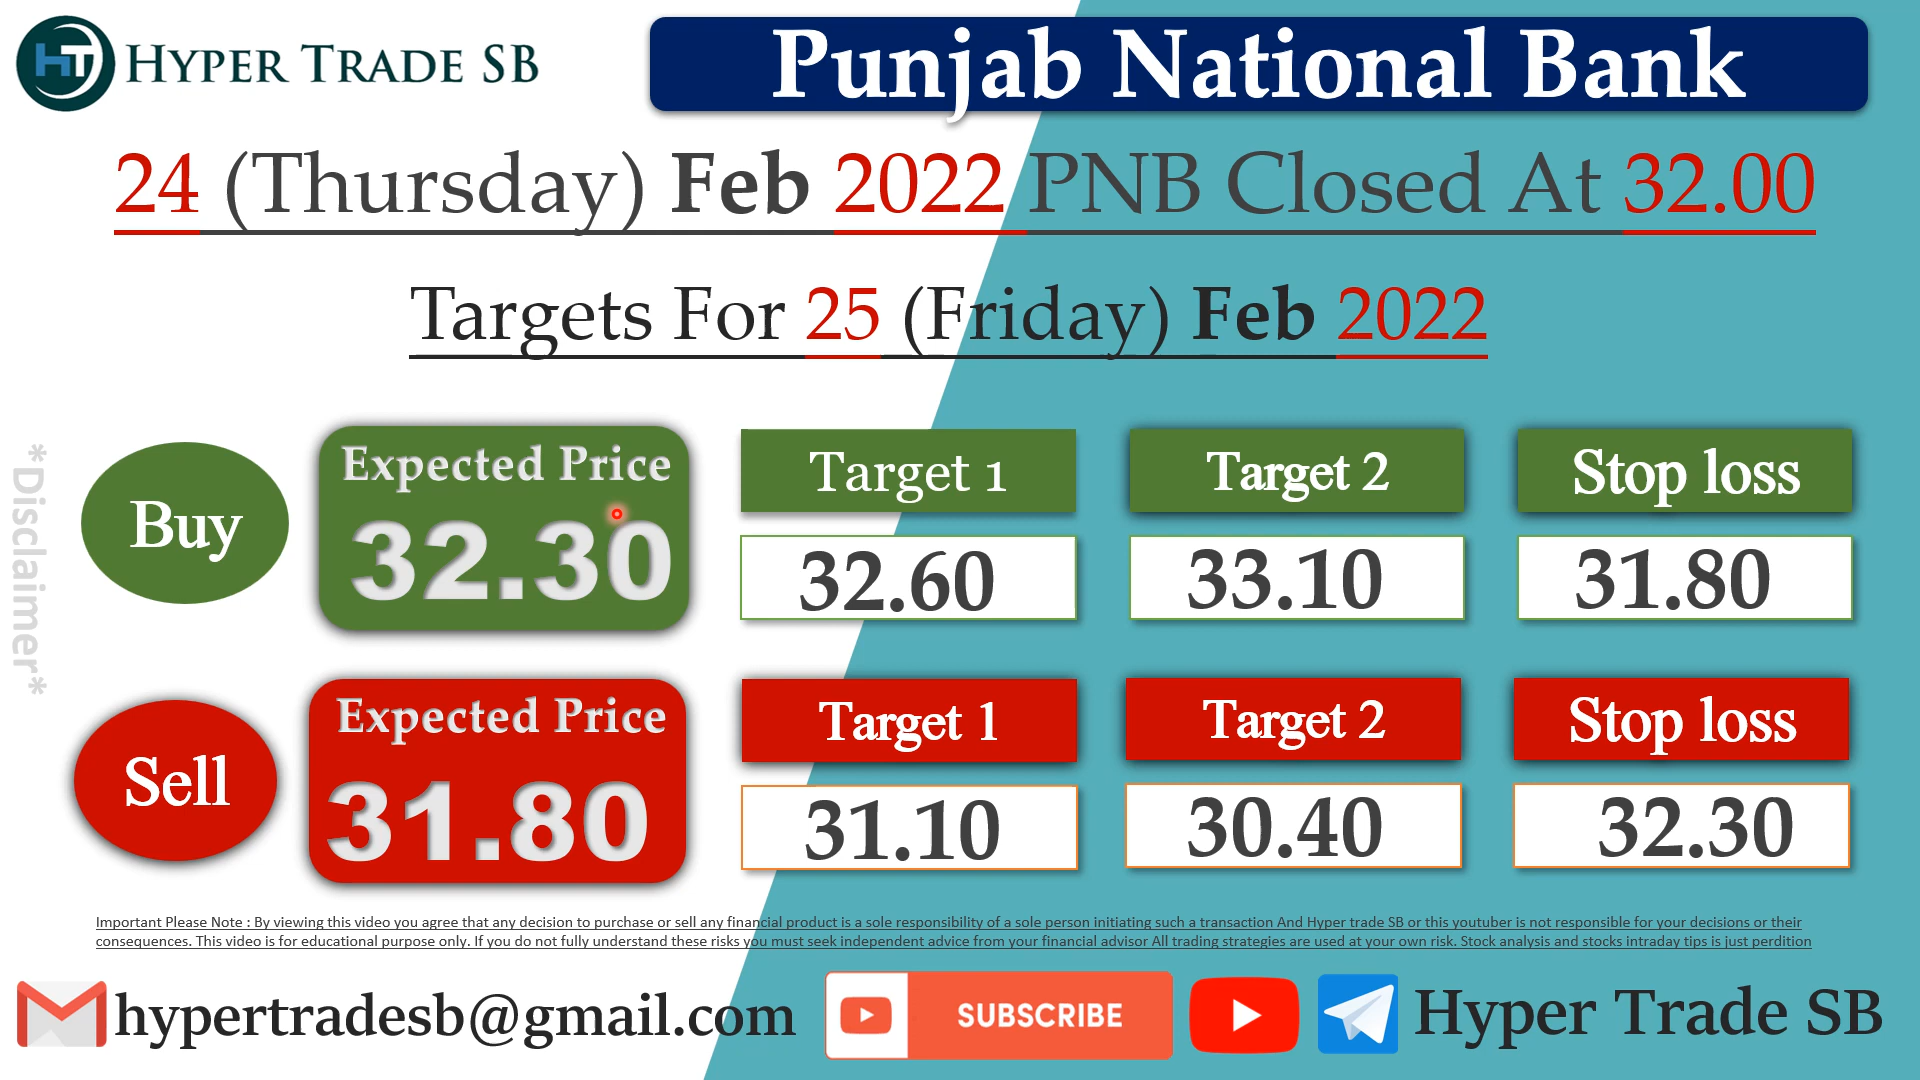 HT HYPER TRADE SB
Punjab National Bank
24 (Thursday) Feb 2022 PNB Closed At 32.00
Targets For 25 (Friday) Feb 2022
*Disclaimer*
Buy
Expected Price
32.30
Target 1
32.60
Target 2
33.10
Stop loss
31.80
Sell
Expected Price
31.80
Target 1
31.10
Target 2
30.40
Stop loss
32.30
Important Please Note : By viewing this video you agree that any decision to purchase or sell any financial product is a sole responsibility of a sole person initiating such a transaction And Hyper trade SB or this youtuber is not responsible for your decisions or their
consequences. This video is for educational purpose only. If you do not fully understand these risks you must seek independent advice from your financial advisor All trading strategies are used at your own risk. Stock analysis and stocks intraday tips is just perdition
hypertradesb@gmail.com
SUBSCRIBE
Hyper Trade SB